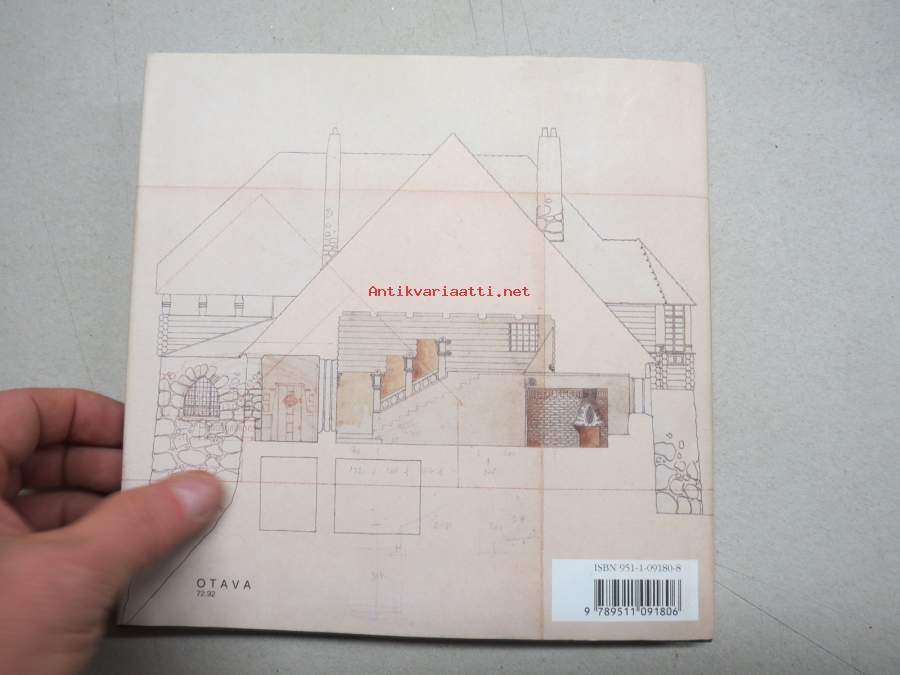 Antikvariaatti.net
OTAVA
72.92
ISBN 951-1-09180-8
9 789511 091806